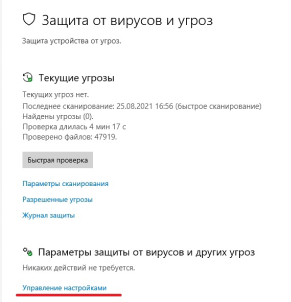 Защита от вирусов и угроз
Защита устройства от угроз.
Текущие угрозы
Текущих угроз нет.
Последнее сканирование: 25.08.2021 16:56 (быстрое сканирование)
Найдены угрозы (0).
Проверка длилась 4 мин 17 с
Проверено файлов: 47919.
Быстрая проверка
Параметры сканирования
Разрешенные угрозы
Журнал защиты
Параметры защиты от вирусов и других угроз
Никаких действий не требуется.
Управление настройками